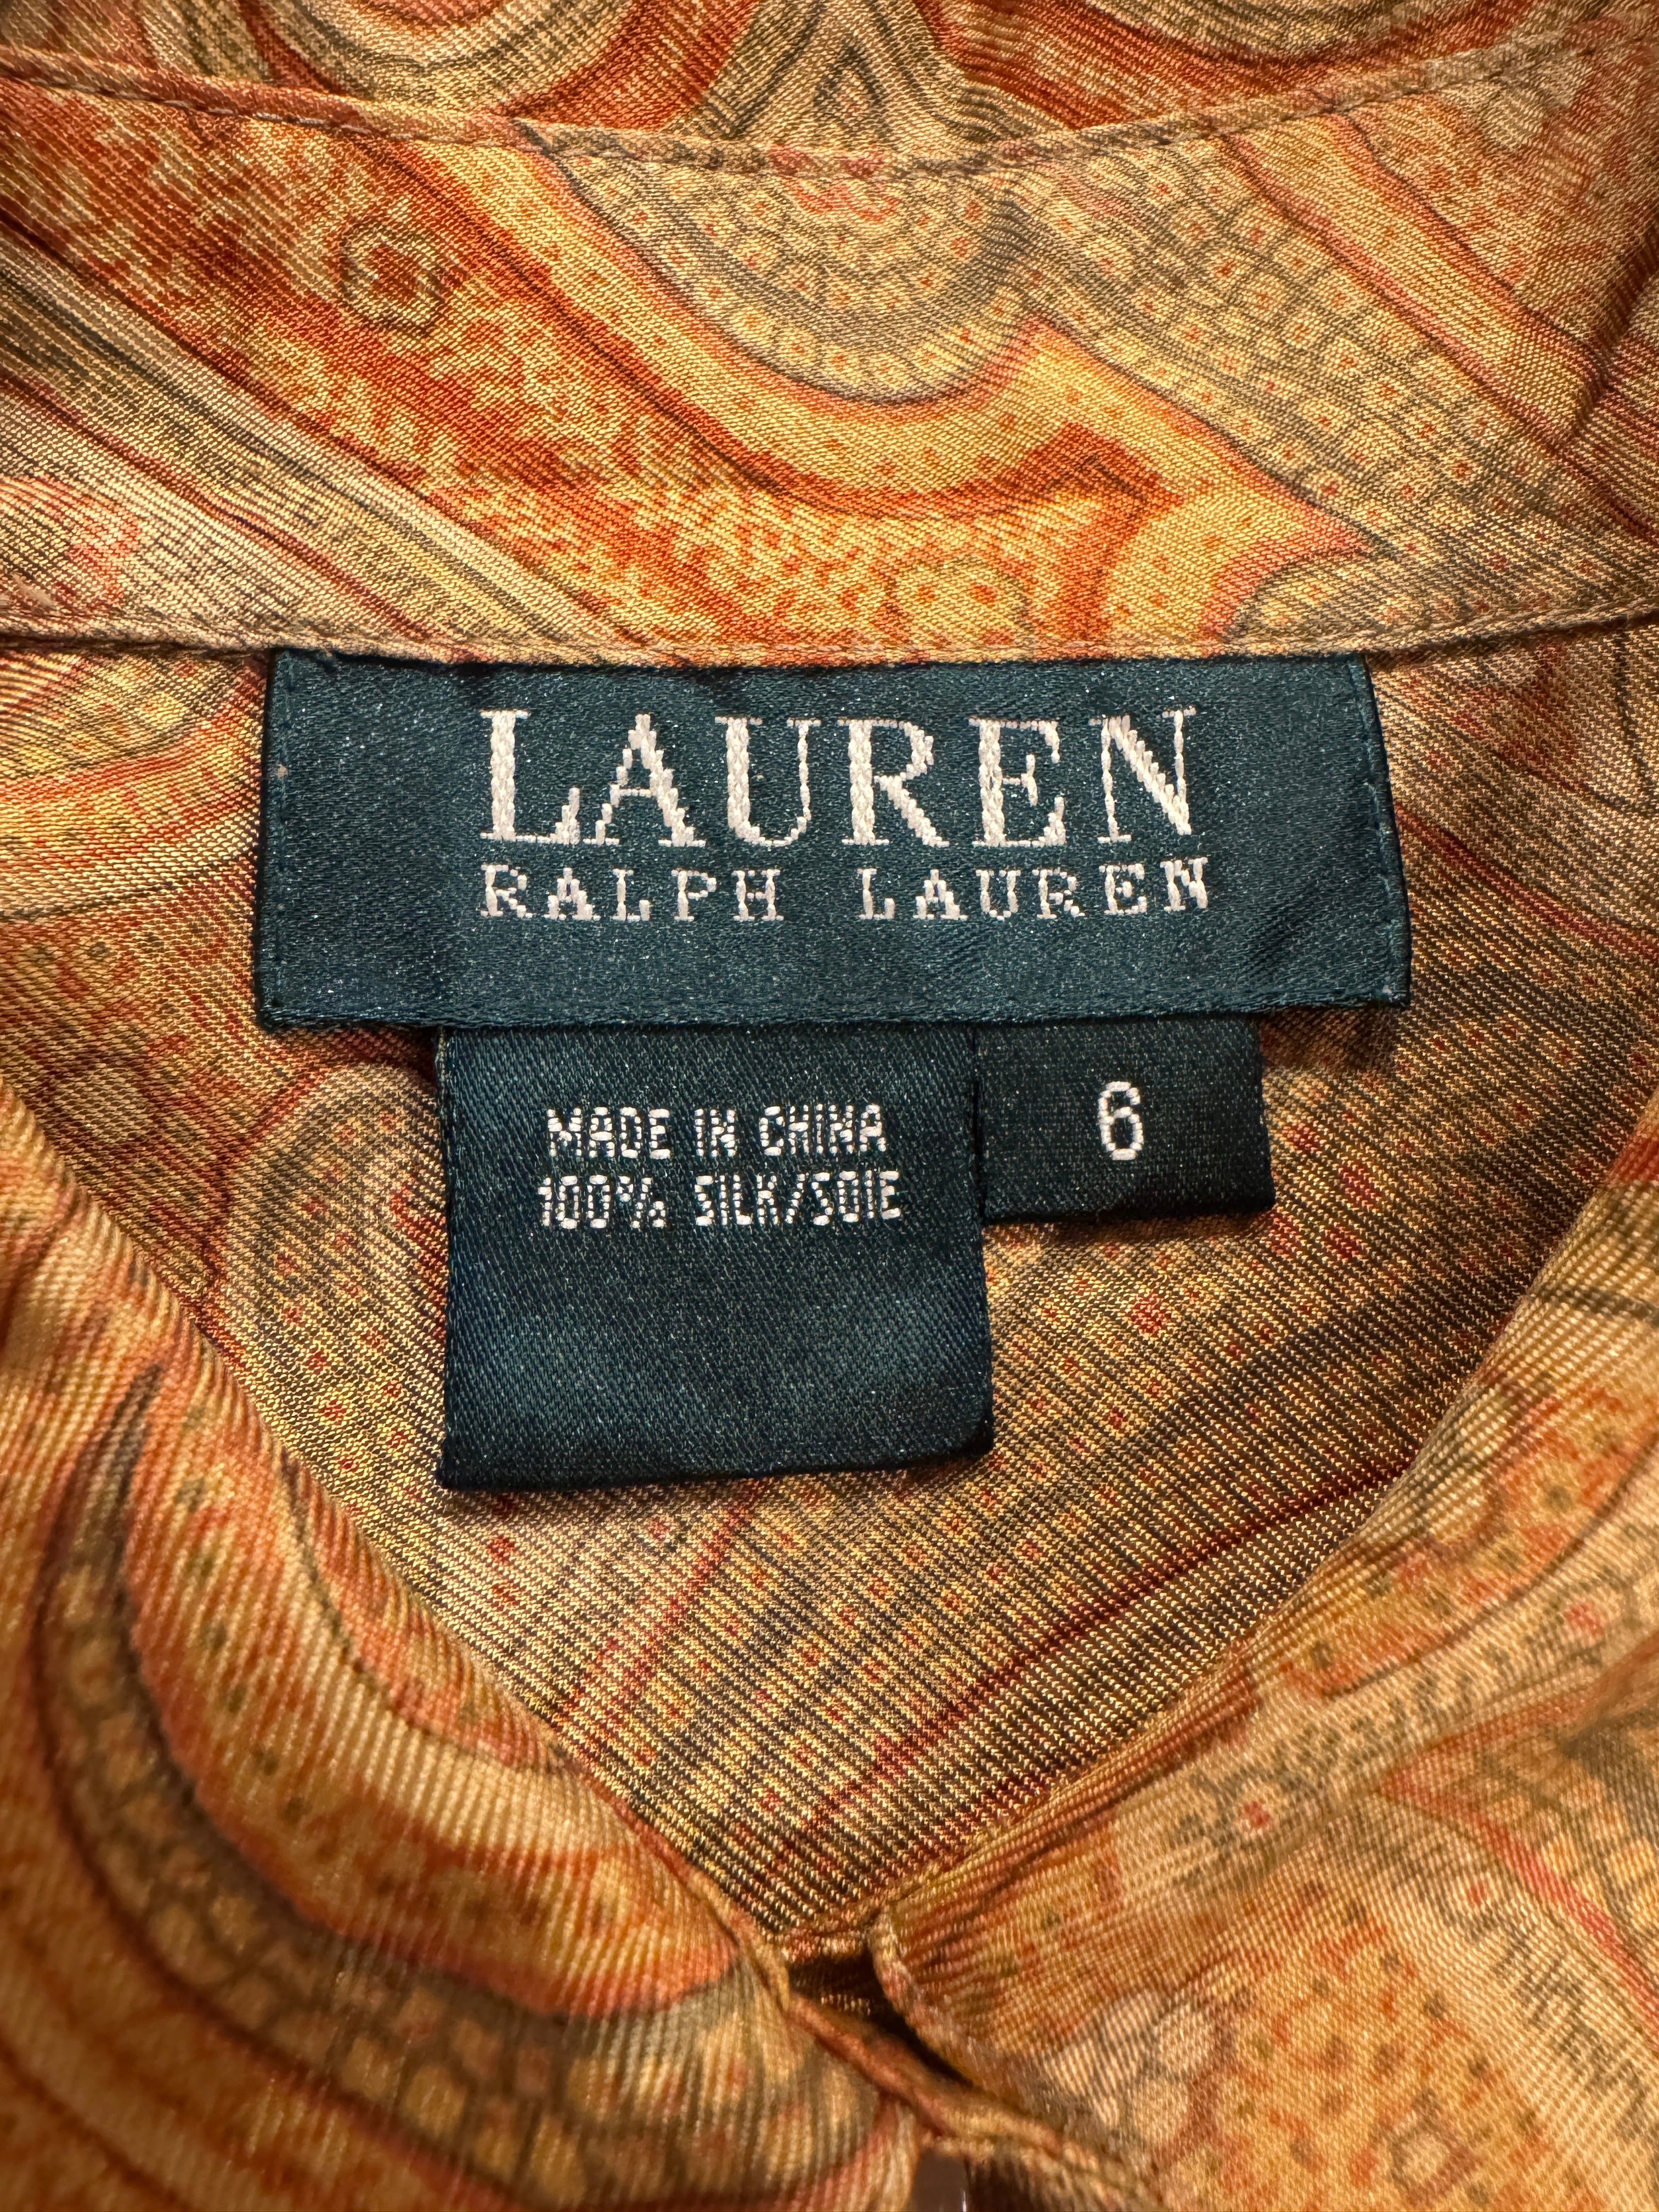 LAUREN
RALPH LAUREN
MADE IN CHINA
100% SILK/SOIE
6